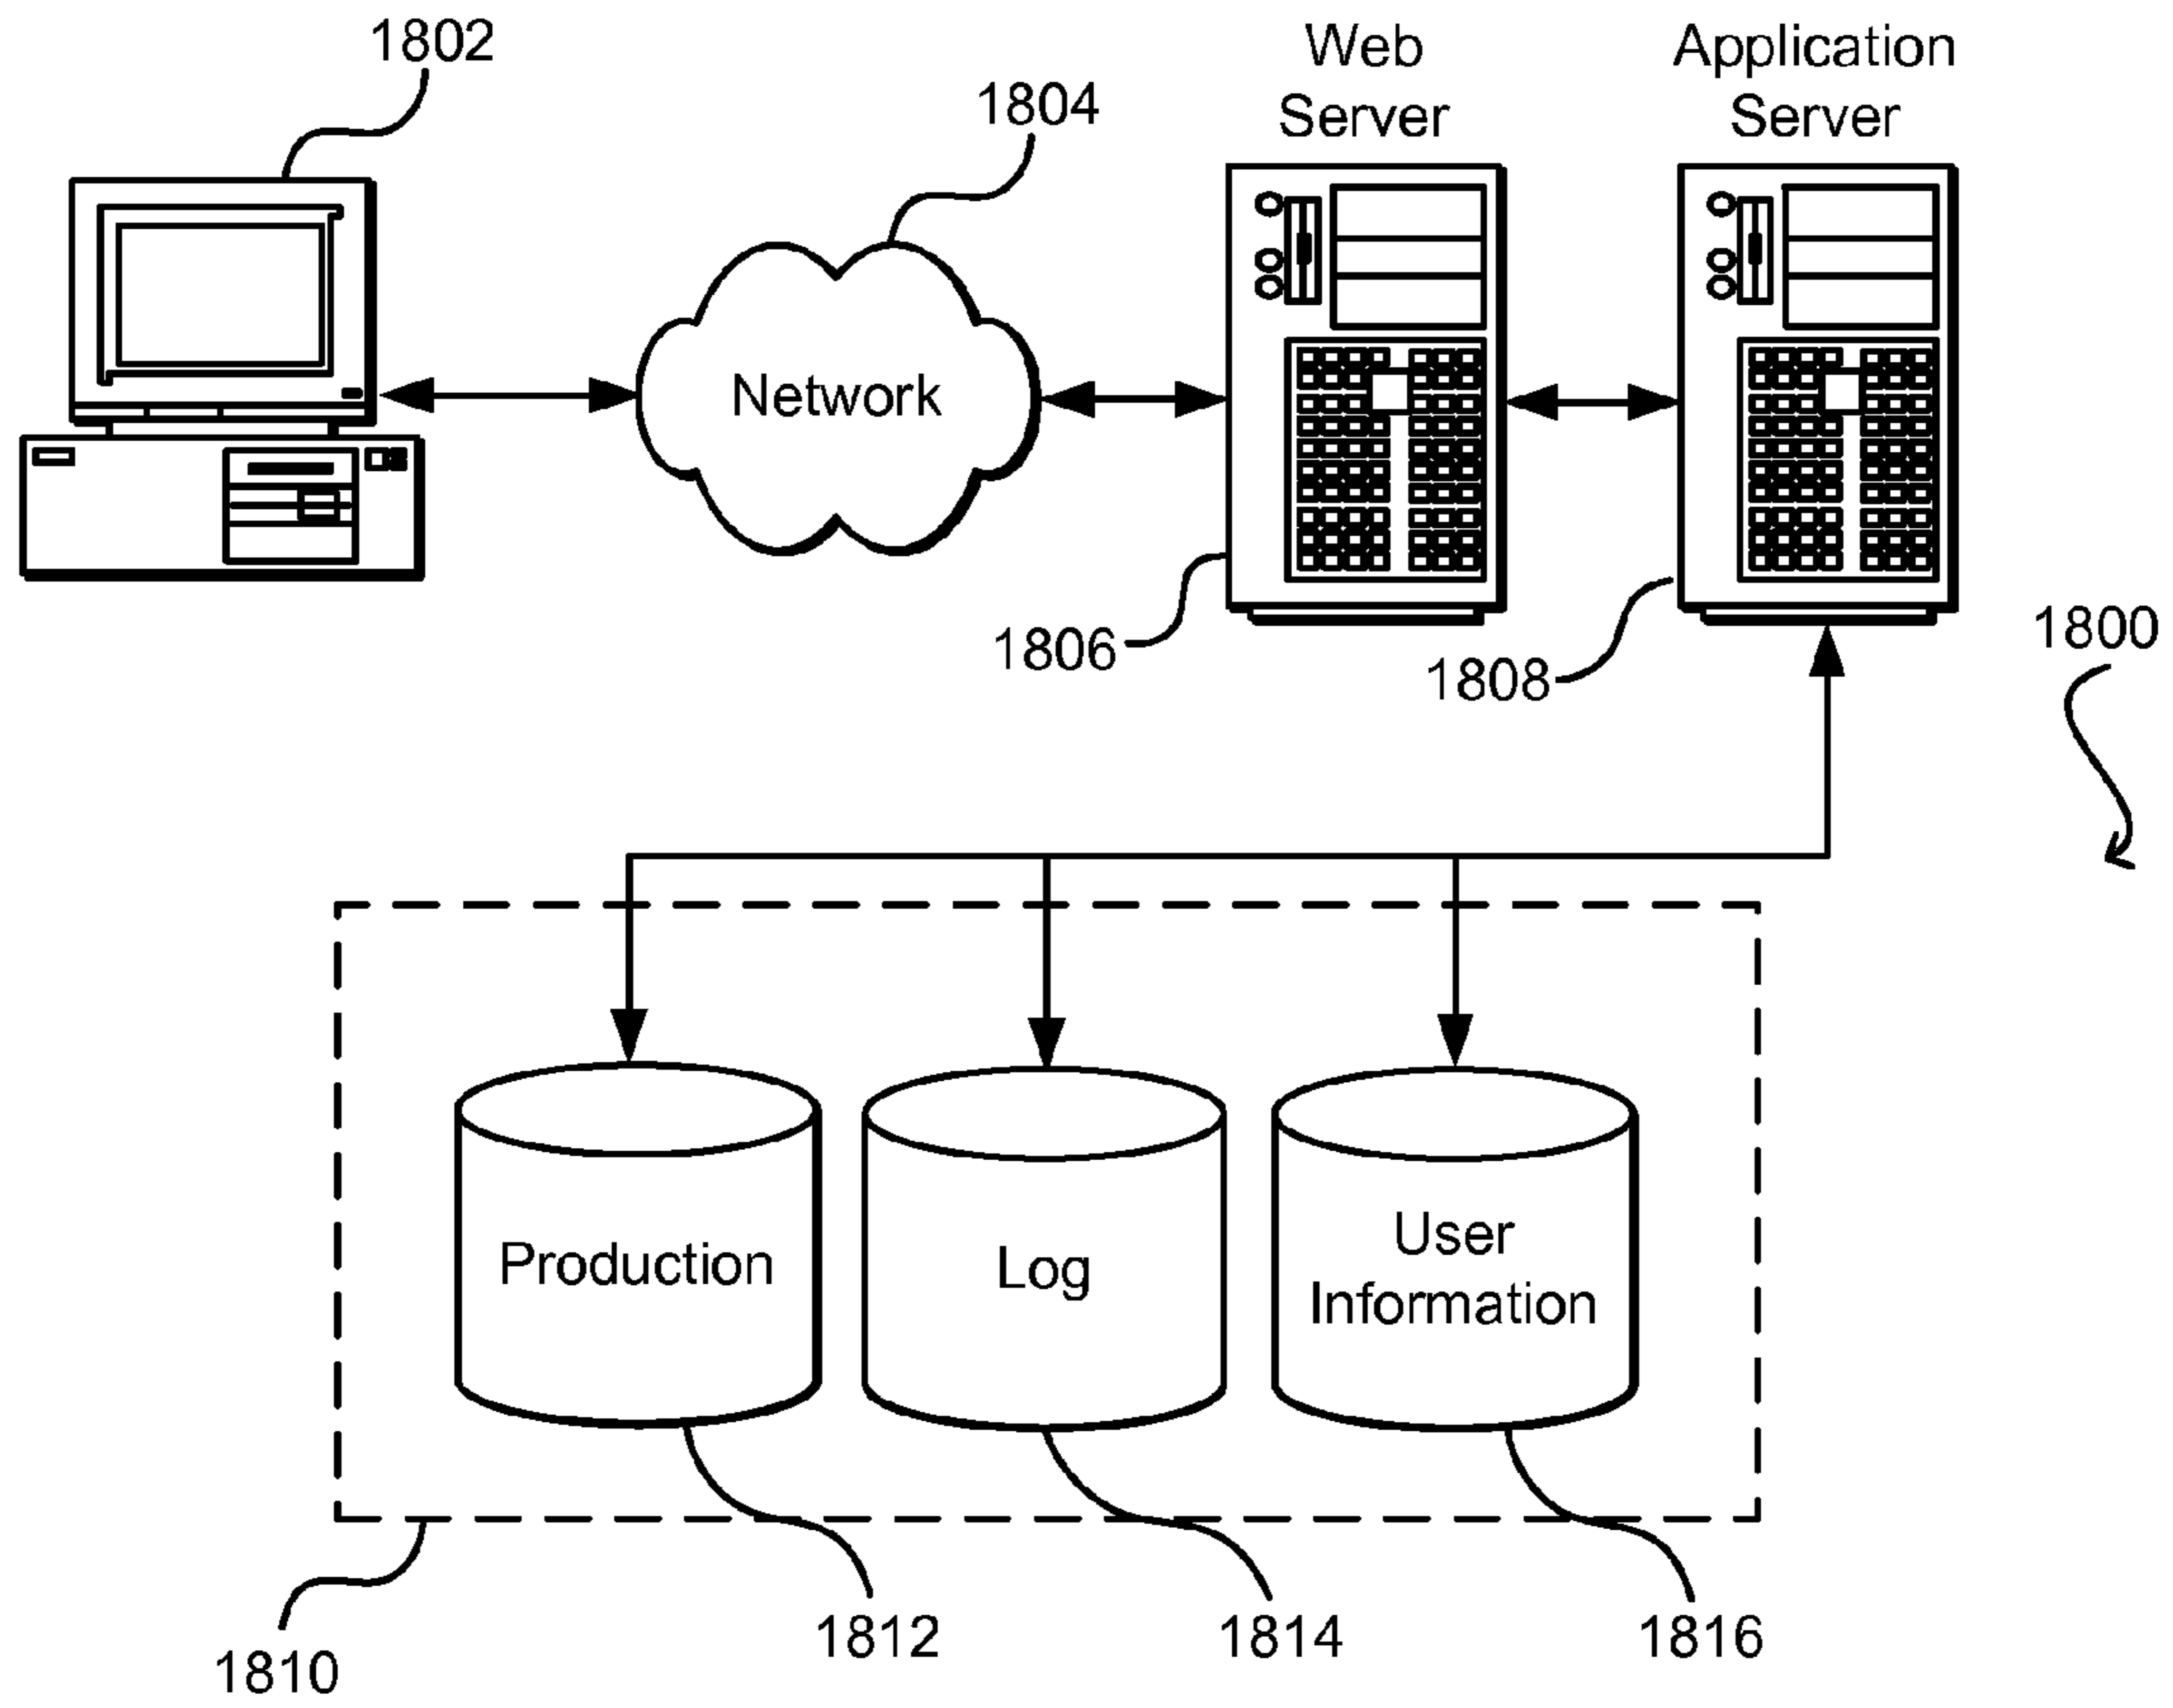 1802
1804
Web
Server
Application
Server
Network
1806
1808
1800
Production
Log
User
Information
1810
1812
1814
1816